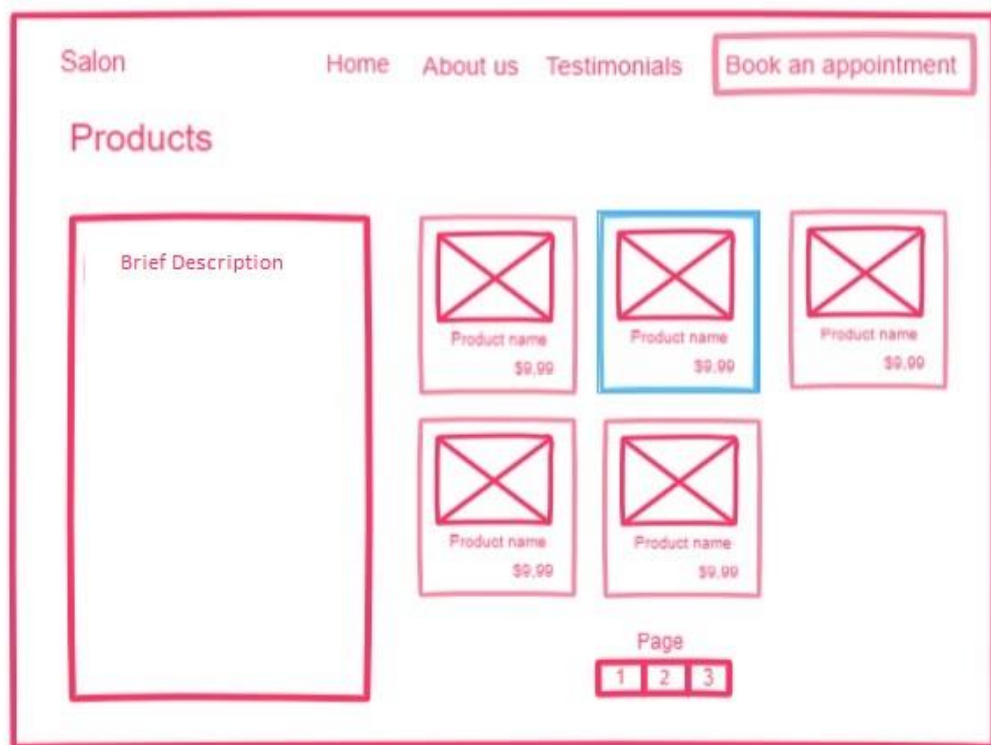 Salon
Home
About us
Testimonials
Book an appointment
Products
Brief Description
Product name
$9,99
Product name
$9,99
Product name
$9,99
Product name
$9,99
Product name
$9,99
Page
1 2 3